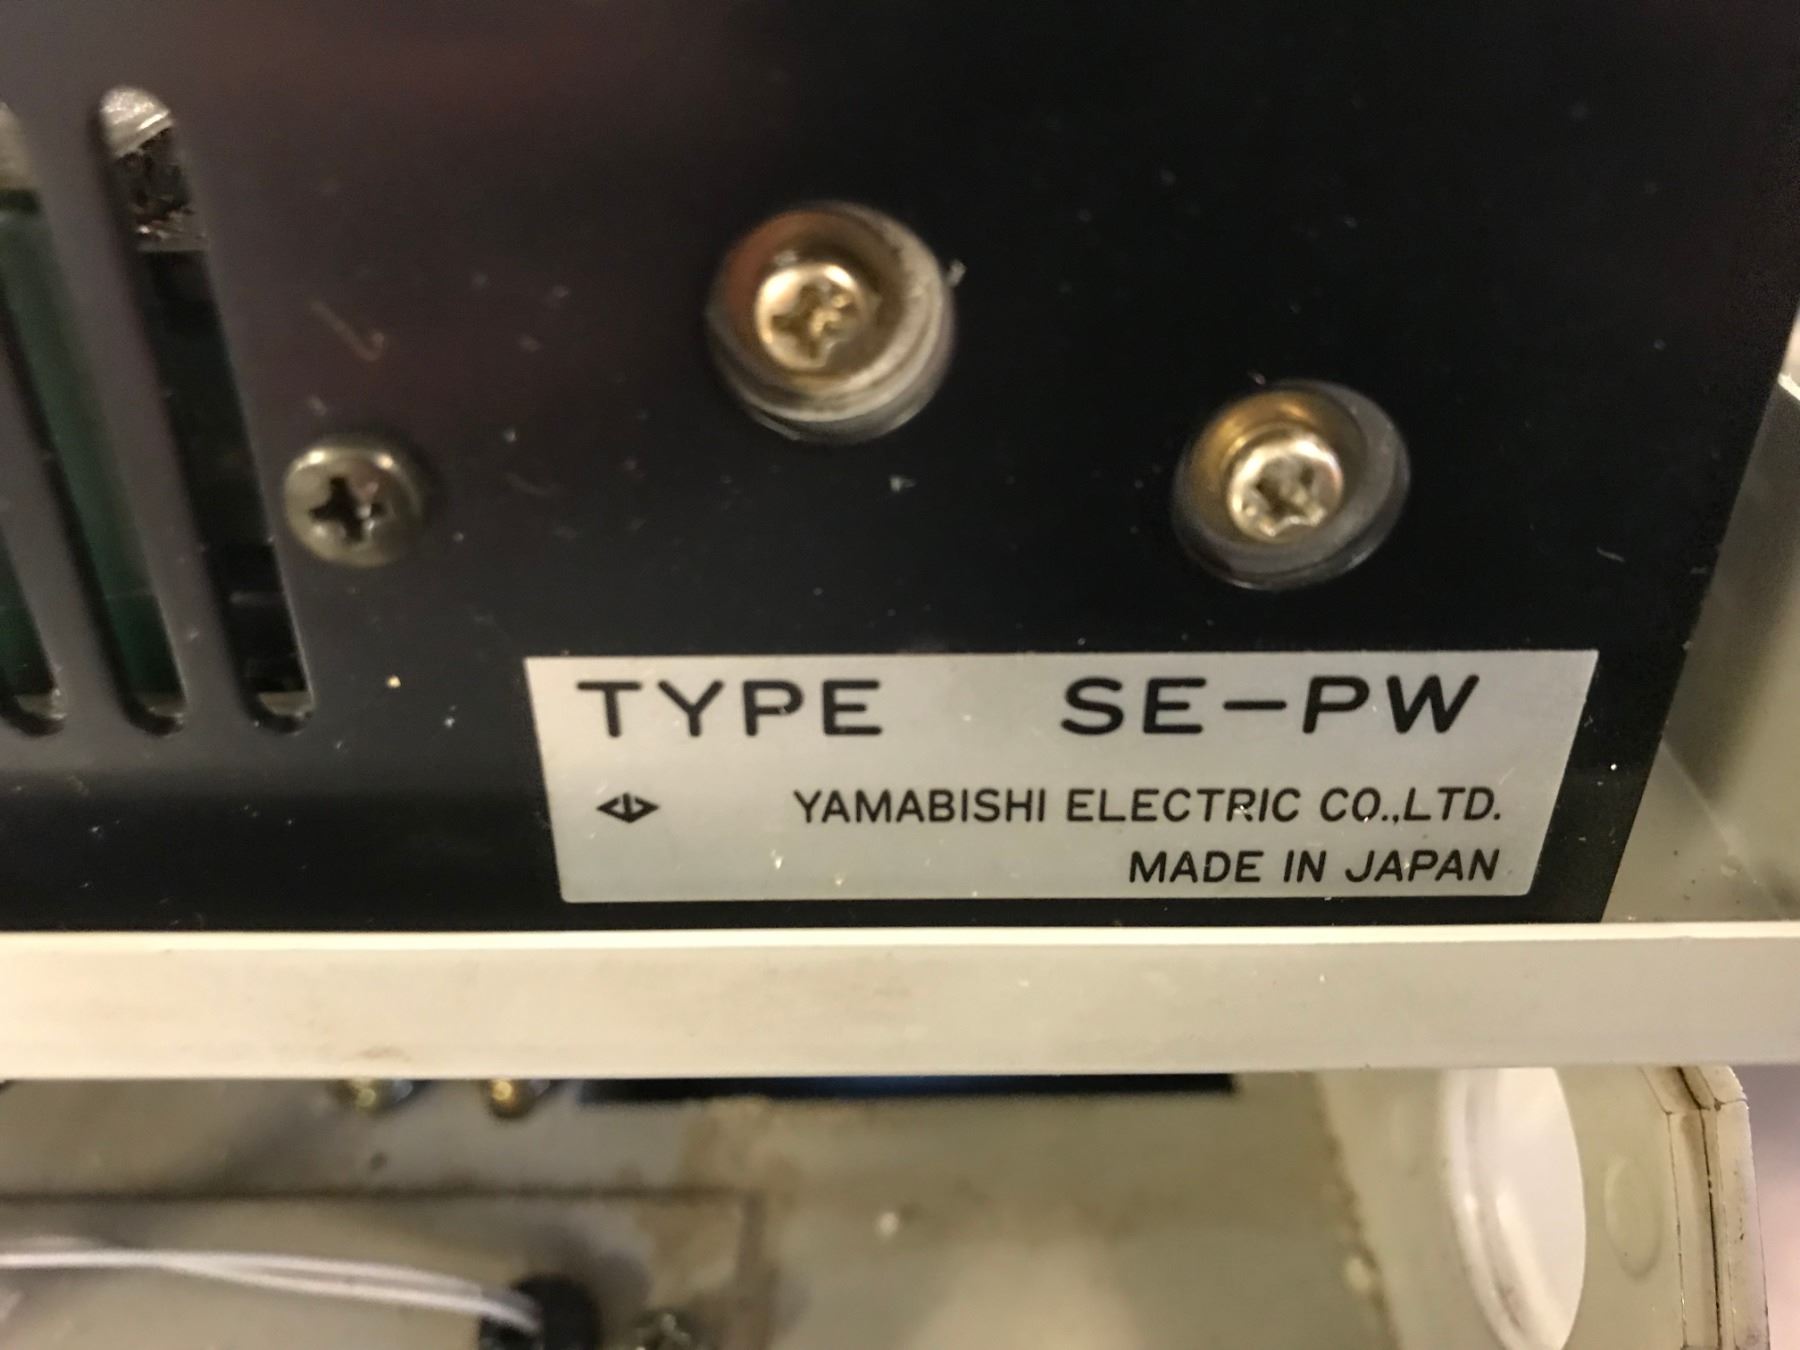 TYPE SE-PW
YAMABISHI ELECTRIC CO.,LTD.
MADE IN JAPAN